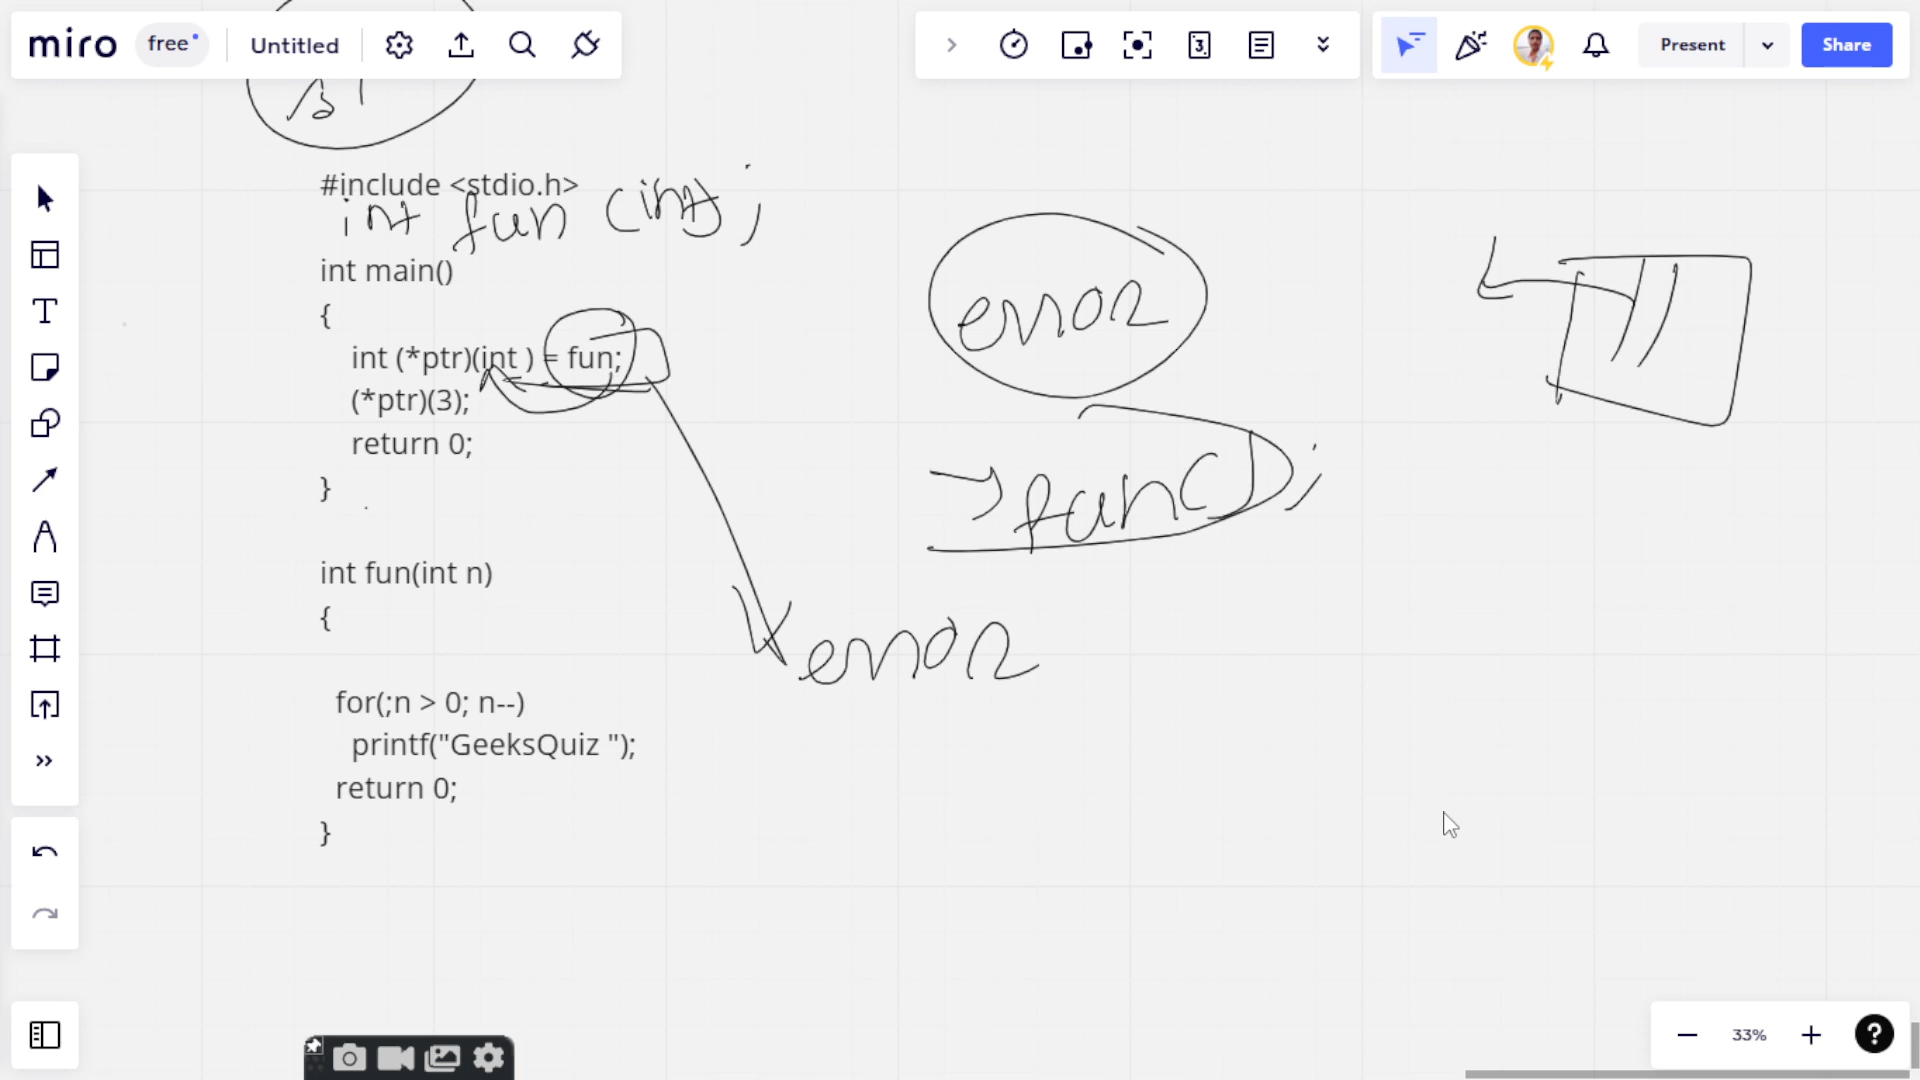 miro free Untitled
3
Present
Share
#include <stdio.h>
int fun (int);
int main()
{
int (*ptr)(int ) = fun;
(*ptr)(3);
return 0;
}
error
fun();
int fun(int n)
{
error
for(;n > 0; n--)
printf("GeeksQuiz ");
return 0;
}
33%